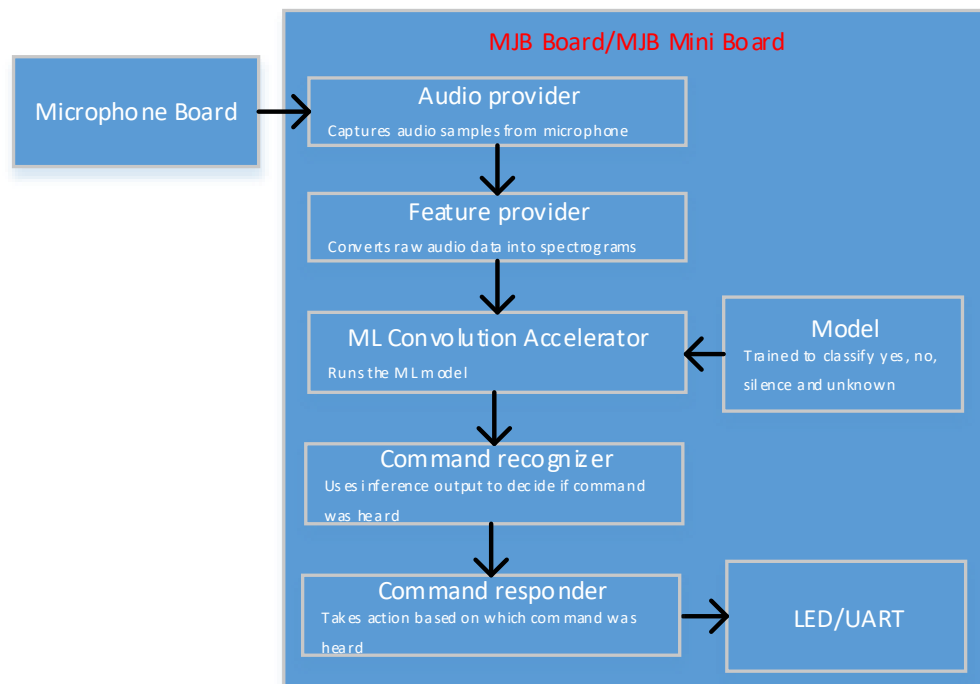 MJB Board/MJB Mini Board
Microphone Board
Audio provider
Captures audio samples from microphone
Feature provider
Converts raw audio data into spectrograms
ML Convolution Accelerator
Runs the ML model
Model
Trained to classify yes, no,
silence and unknown
Command recognizer
Uses inference output to decide if command
was heard
Command responder
Takes action based on which command was
heard
LED/UART